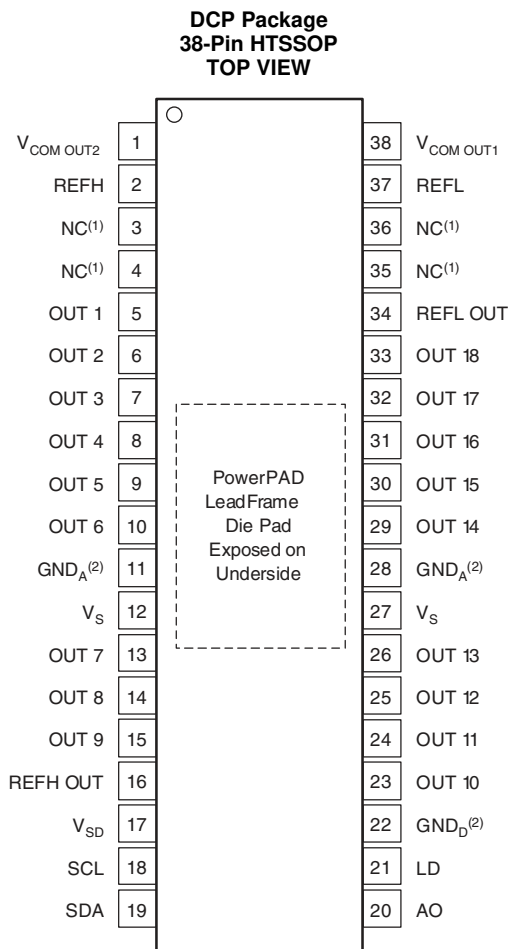 DCP Package
38-Pin HTSSOP
TOP VIEW
V_COM OUT2 1 38 V_COM OUT1
REFH 2 37 REFL
NC(1) 3 36 NC(1)
NC(1) 4 35 NC(1)
OUT 1 5 34 REFL OUT
OUT 2 6 33 OUT 18
OUT 3 7 32 OUT 17
OUT 4 8 31 OUT 16
OUT 5 9 30 OUT 15
OUT 6 10 29 OUT 14
GND_A(2) 11 28 GND_A(2)
V_S 12 27 V_S
OUT 7 13 26 OUT 13
OUT 8 14 25 OUT 12
OUT 9 15 24 OUT 11
REFH OUT 16 23 OUT 10
V_SD 17 22 GND_D(2)
SCL 18 21 LD
SDA 19 20 AO
PowerPAD
LeadFrame
Die Pad
Exposed on
Underside